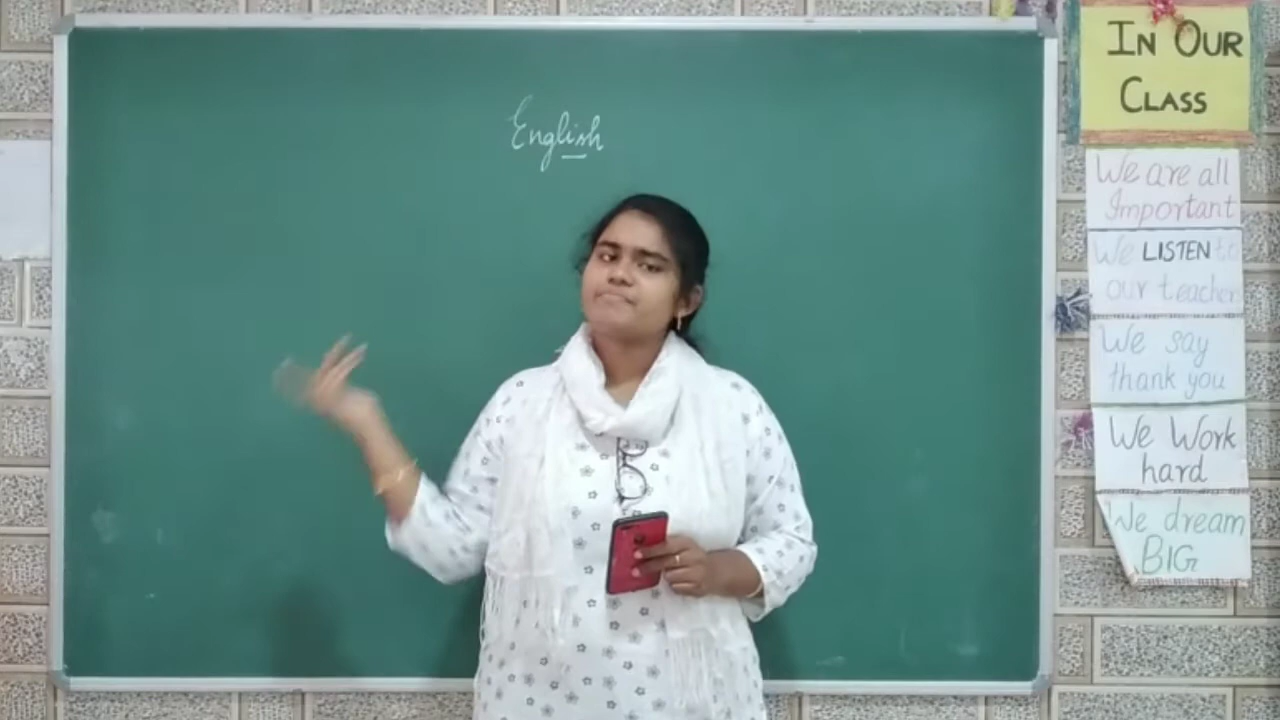 English
IN OUR
CLASS
We are all
Important
We LISTEN to
our teacher
We say
thank you
We Work
hard
We dream
BIG